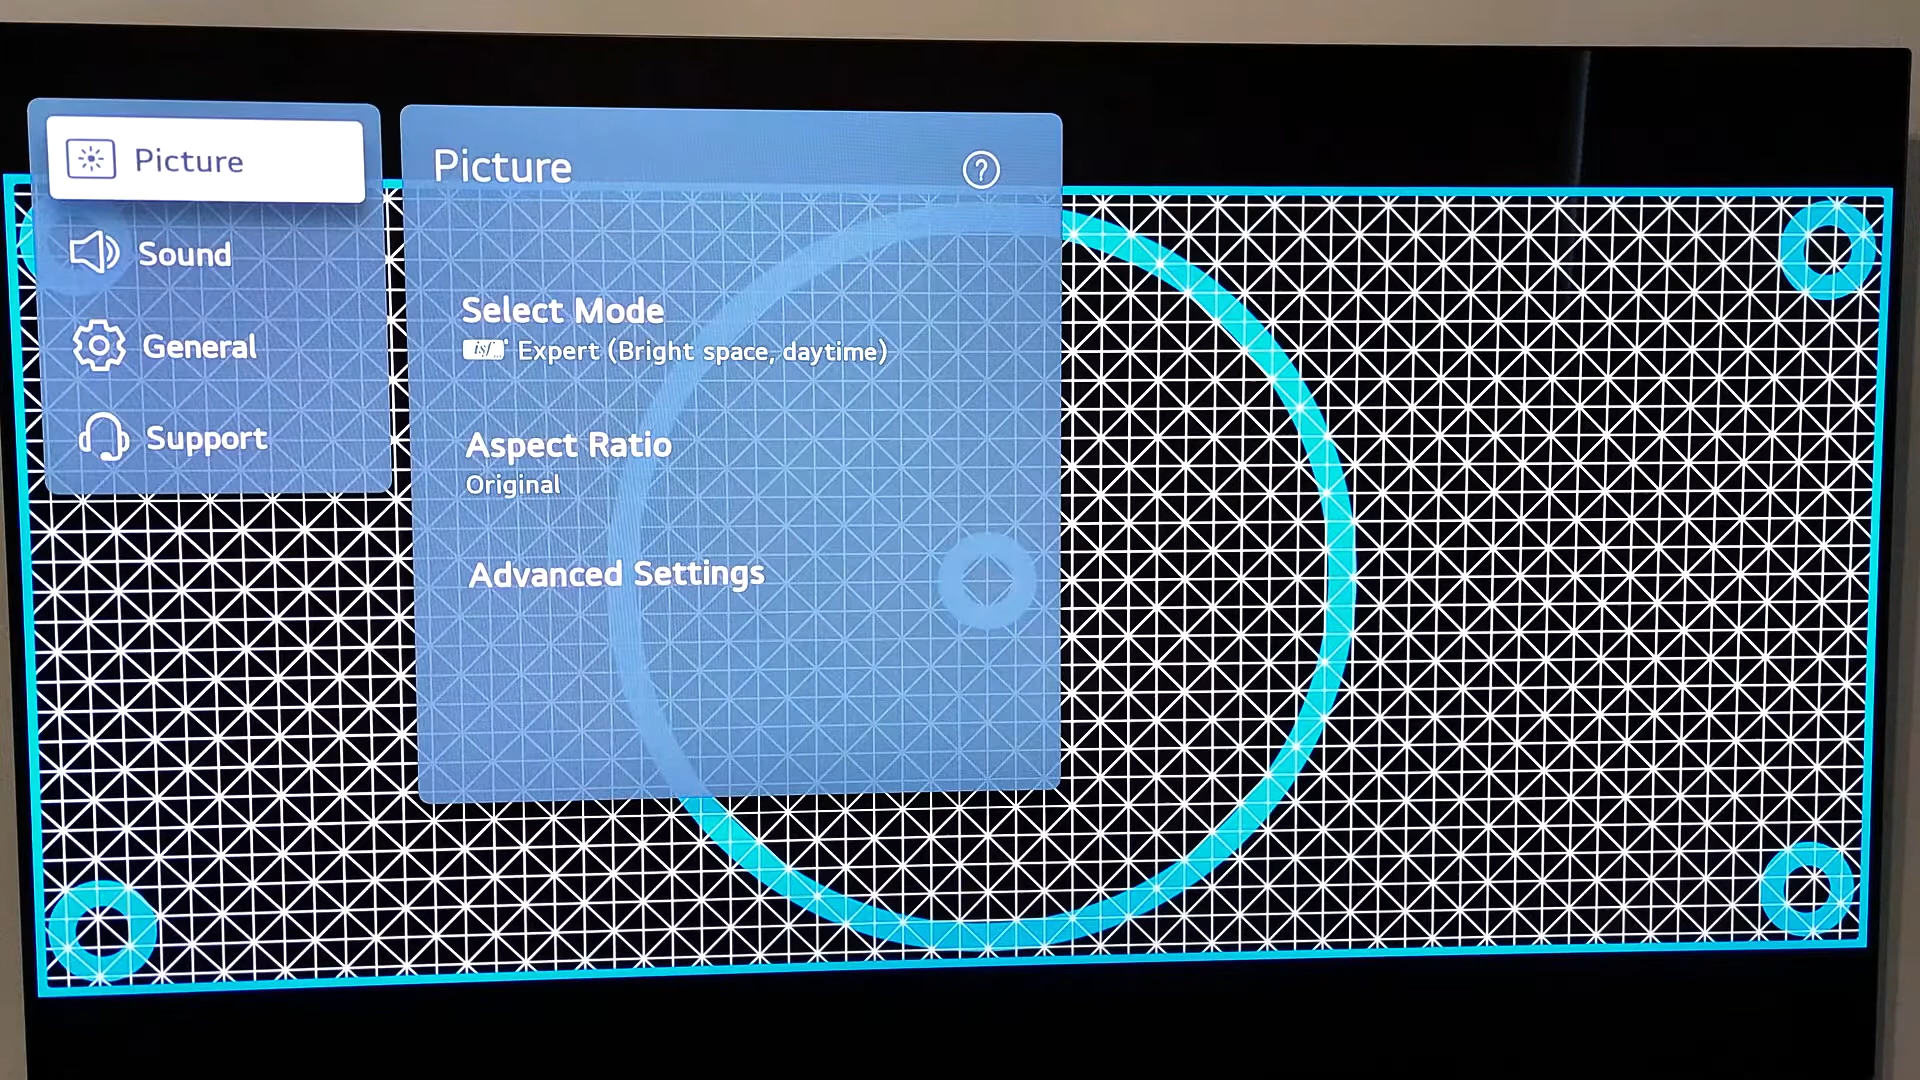 Picture
Sound
General
Support
Picture
?
Select Mode
isf Expert (Bright space, daytime)
Aspect Ratio
Original
Advanced Settings